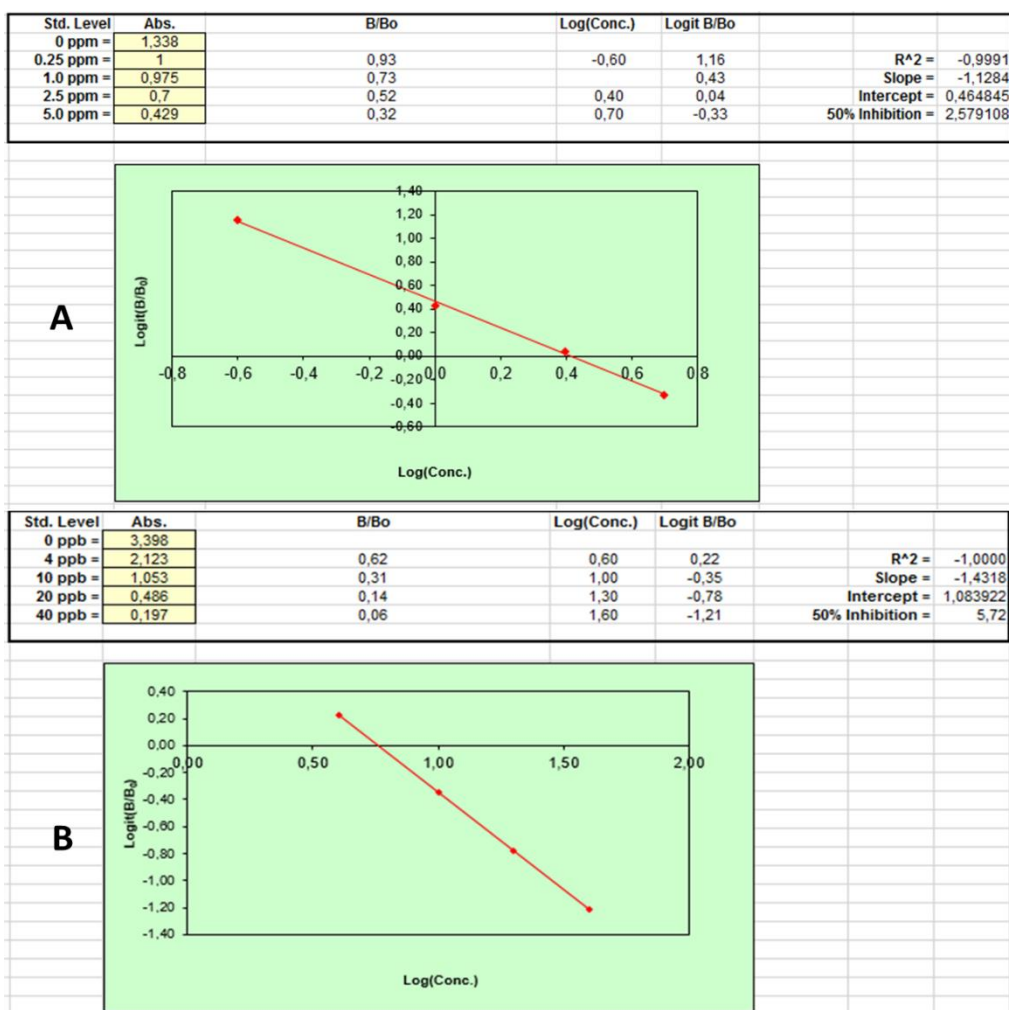 Std. Level Abs. B/Bo Log(Conc.) Logit B/Bo
0 ppm = 1,338
0.25 ppm = 1 0,93 -0,60 1,16 R^2 = -0,9991
1.0 ppm = 0,975 0,73 0,43 Slope = -1,1284
2.5 ppm = 0,7 0,52 0,40 0,04 Intercept = 0,464845
5.0 ppm = 0,429 0,32 0,70 -0,33 50% Inhibition = 2,579108
A
1,40
1,20
1,00
0,80
0,60
0,40
0,20
0,00
-0,20
-0,40
-0,60
-0,8 -0,6 -0,4 -0,2 0,0 0,2 0,4 0,6 0,8
Logit(B/B0)
Log(Conc.)
Std. Level Abs. B/Bo Log(Conc.) Logit B/Bo
0 ppb = 3,398
4 ppb = 2,123 0,62 0,60 0,22 R^2 = -1,0000
10 ppb = 1,053 0,31 1,00 -0,35 Slope = -1,4318
20 ppb = 0,486 0,14 1,30 -0,78 Intercept = 1,083922
40 ppb = 0,197 0,06 1,60 -1,21 50% Inhibition = 5,72
B
0,40
0,20
0,00
-0,20
-0,40
-0,60
-0,80
-1,00
-1,20
-1,40
0,00 0,50 1,00 1,50 2,00
Logit(B/B0)
Log(Conc.)